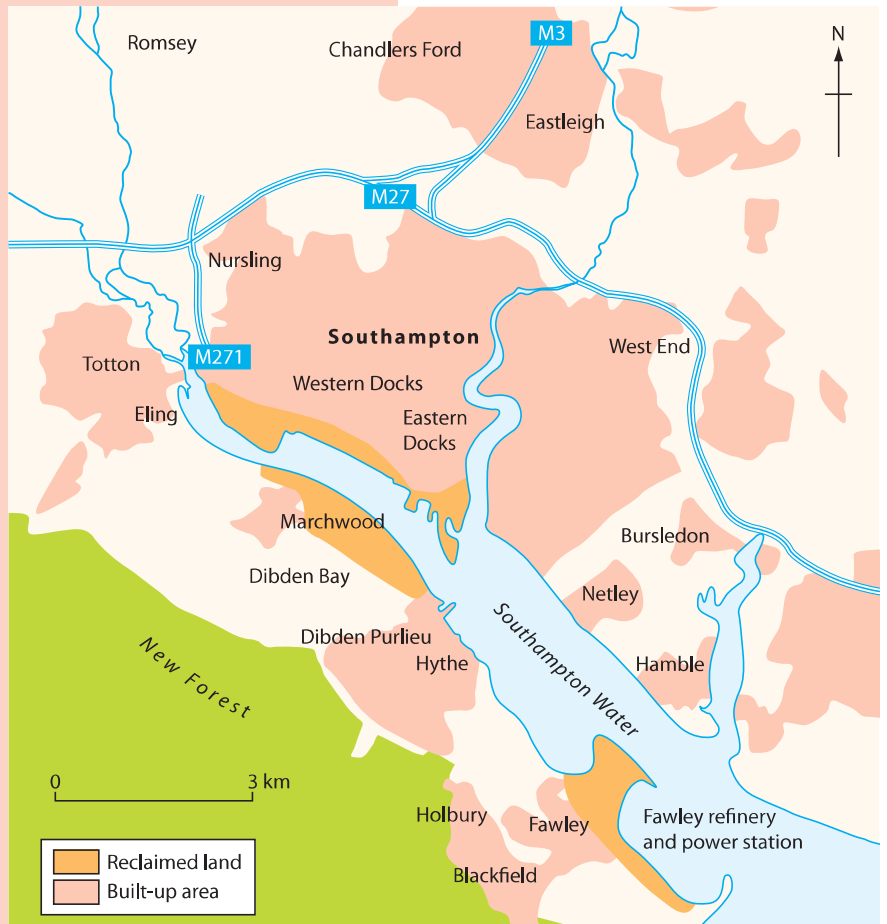 Romsey
Chandlers Ford
M3
N
Eastleigh
M27
Nursling
Southampton
West End
M271
Totton
Western Docks
Eling
Eastern
Docks
Marchwood
Bursledon
Dibden Bay
Netley
Dibden Purlieu
Hythe
Southampton Water
Hamble
New Forest
0 3 km
Holbury
Fawley
Fawley refinery
and power station
Blackfield
Reclaimed land
Built-up area